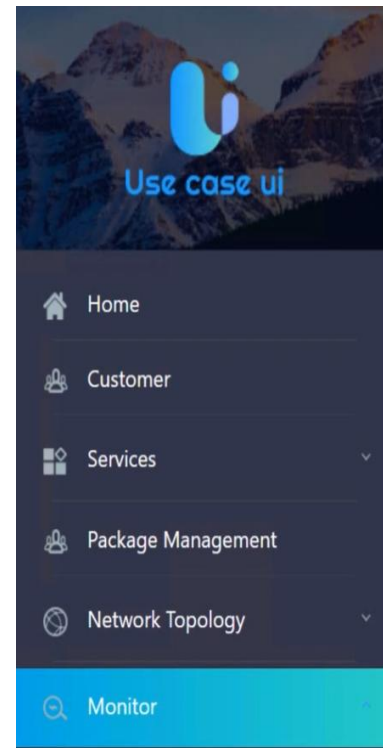 Use case ui
Home
Customer
Services
Package Management
Network Topology
Monitor